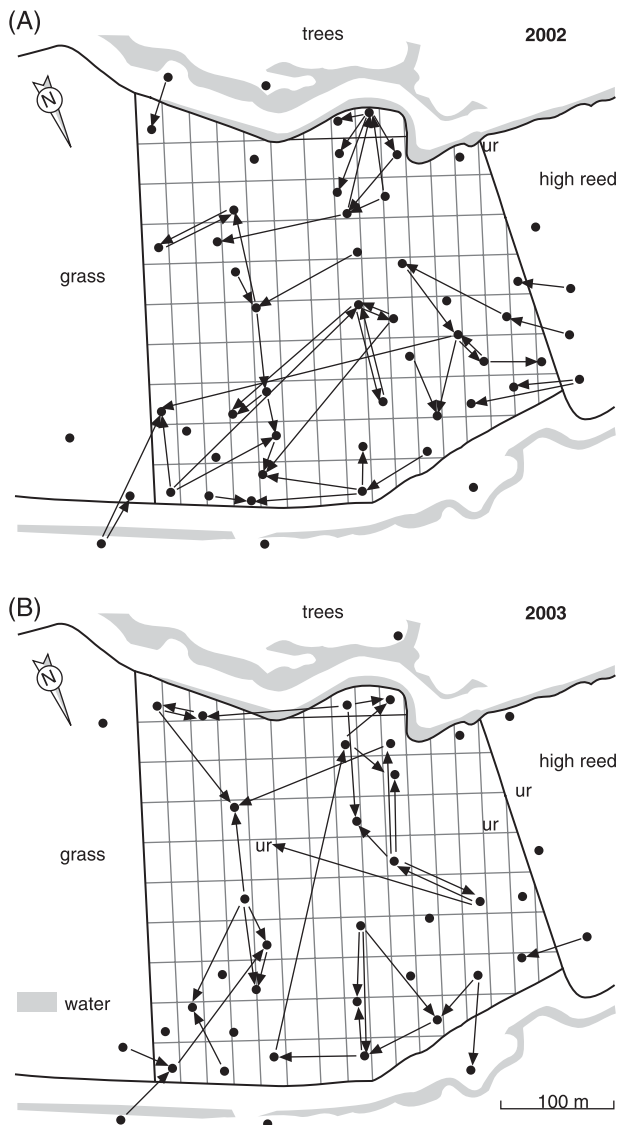 (A)
trees
2002
N
ur
high reed
grass
(B)
trees
2003
N
high reed
ur
ur
ur
grass
water
100 m